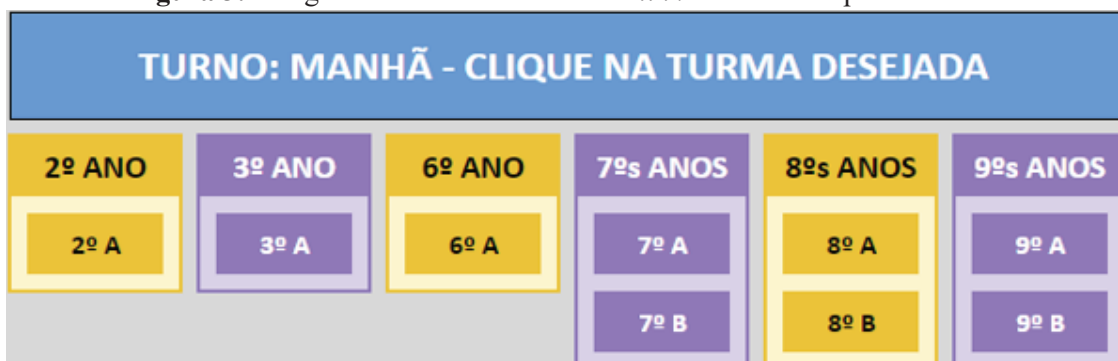 TURNO: MANHÃ - CLIQUE NA TURMA DESEJADA
2º ANO 3º ANO 6º ANO 7ºs ANOS 8ºs ANOS 9ºs ANOS
2º A 3º A 6º A 7º A 8º A 9º A
7º B 8º B 9º B